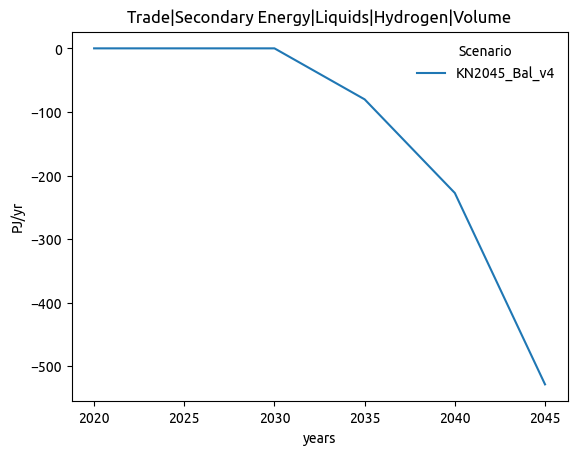 Trade|Secondary Energy|Liquids|Hydrogen|Volume
Scenario
KN2045_Bal_v4
0
−100
−200
−300
−400
−500
PJ/yr
2020 2025 2030 2035 2040 2045
years